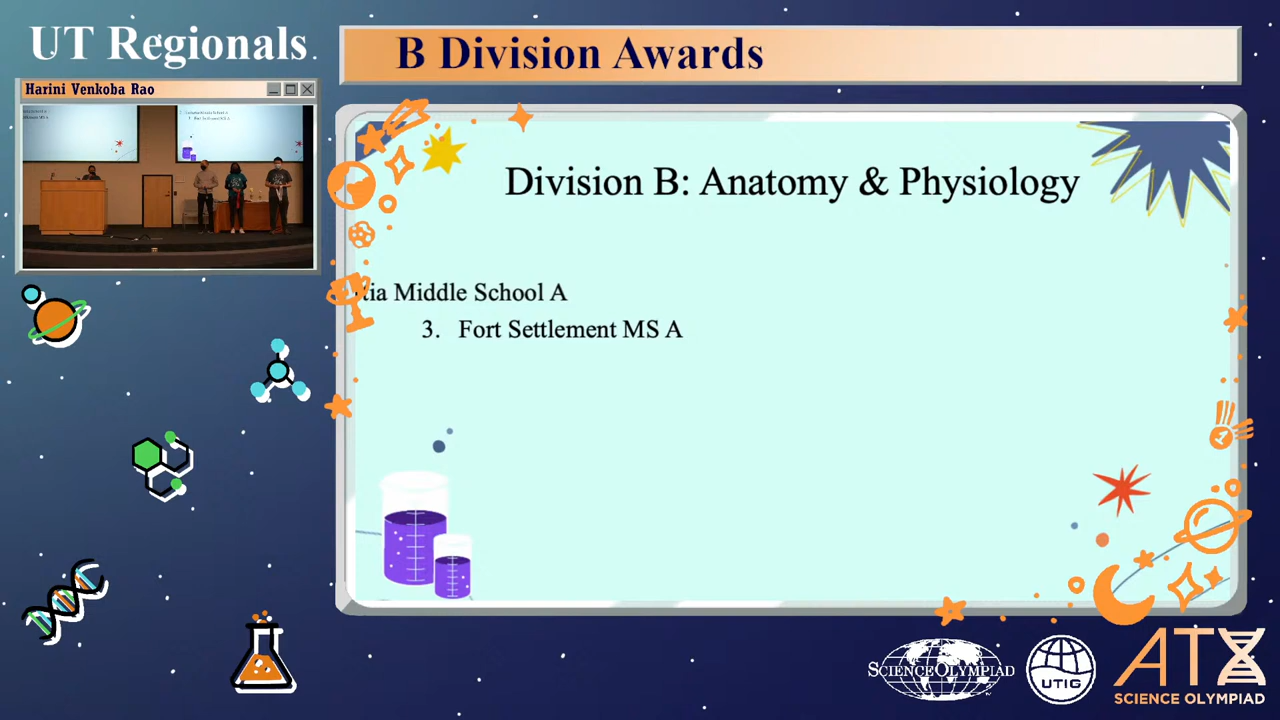 UT Regionals.
B Division Awards
Harini Venkoba Rao
Division B: Anatomy & Physiology
Middle School A
3. Fort Settlement MS A
SCIENCE OLYMPIAD
UTIG
ATX
SCIENCE OLYMPIAD